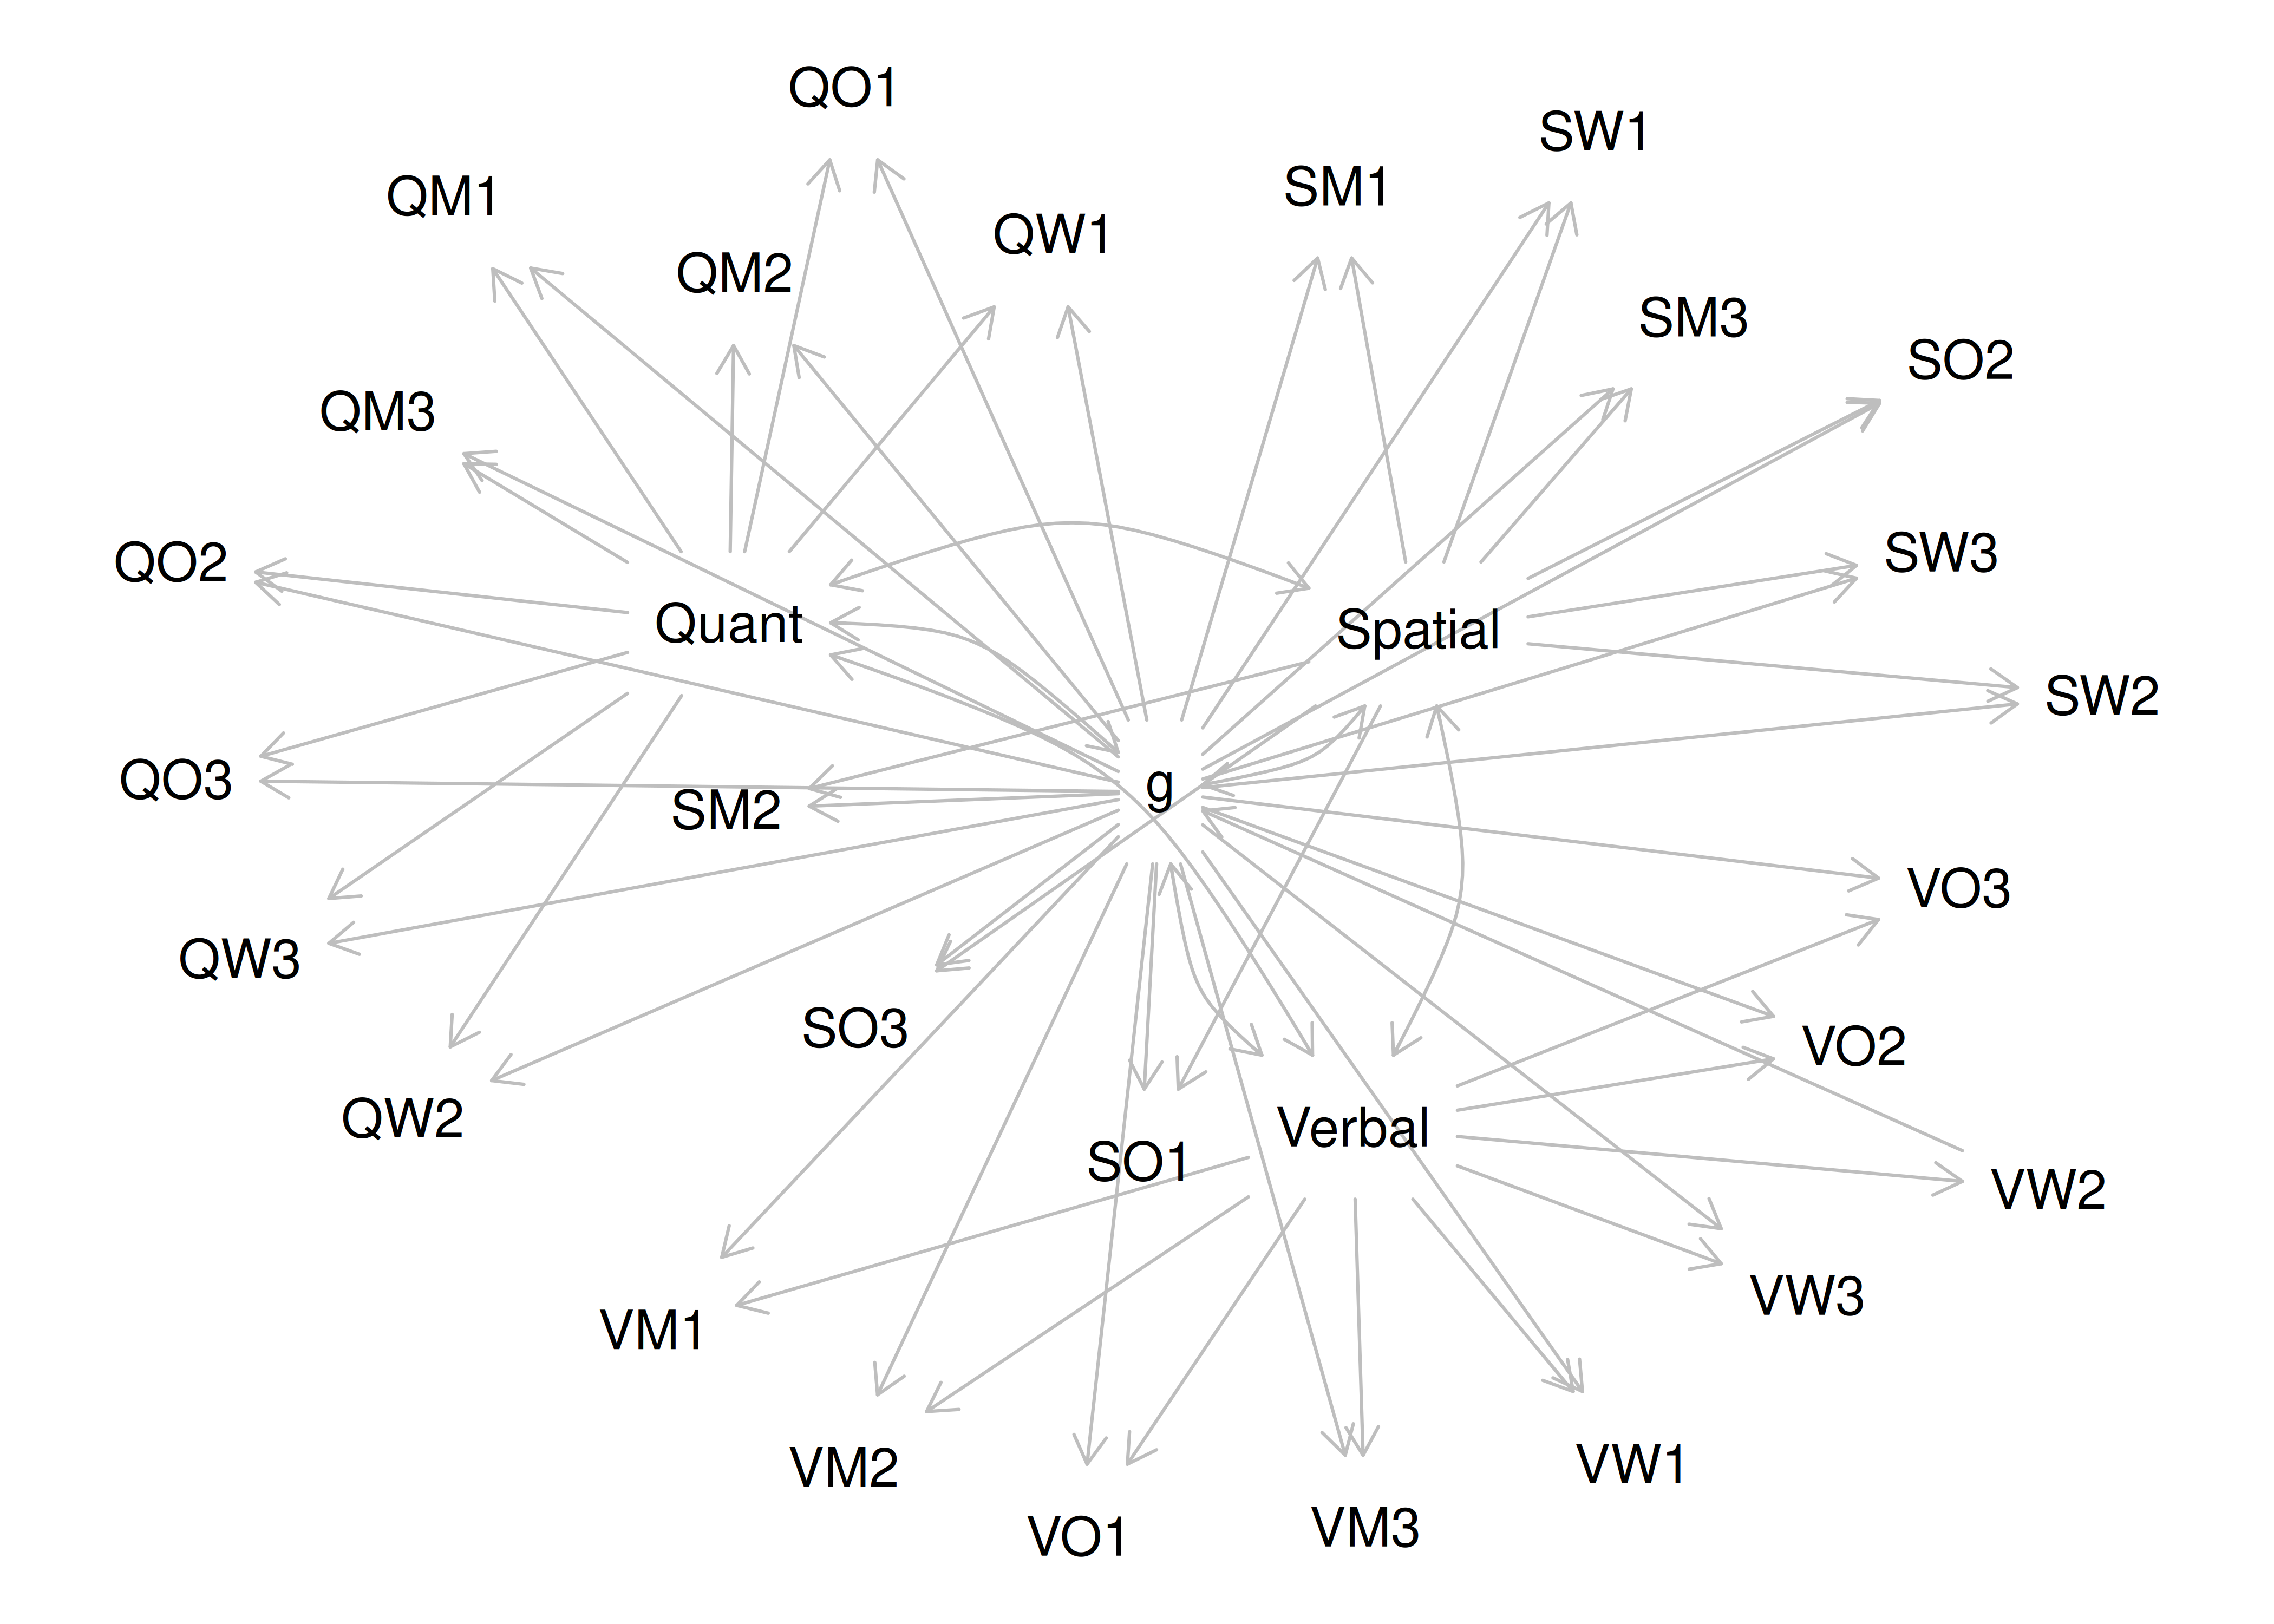 QO1
SW1
SM1
QM1
QW1
QM2
SM3
SO2
QM3
SW3
QO2
Quant
Spatial
SW2
QO3
g
SM2
VO3
QW3
SO3
VO2
QW2
Verbal
SO1
VW2
VW3
VM1
VW1
VM2
VM3
VO1